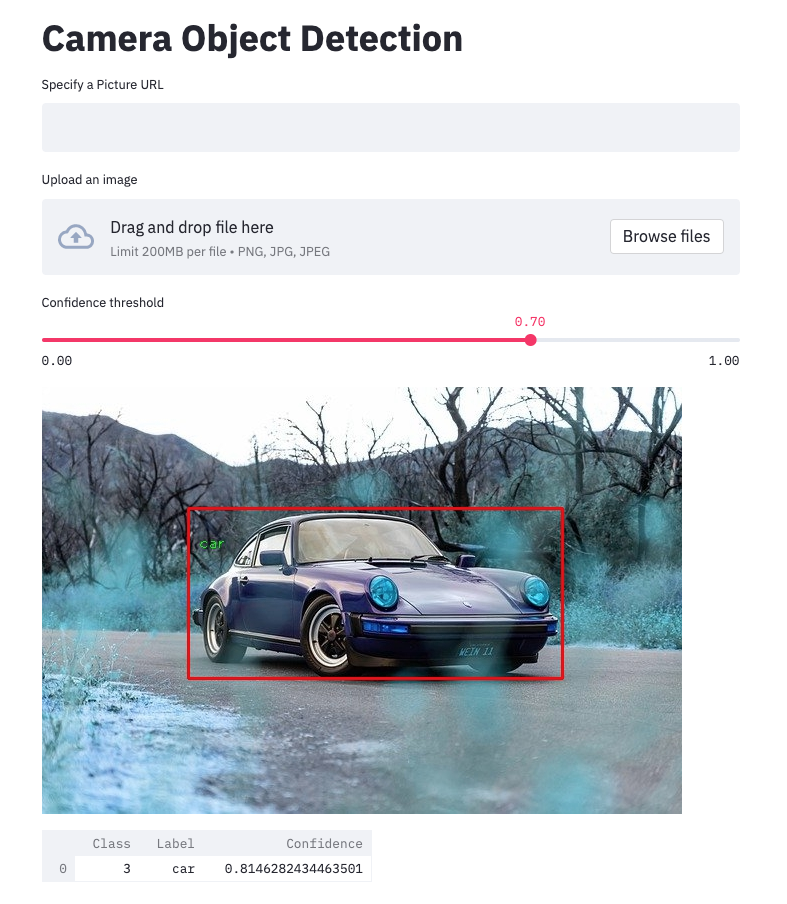 Camera Object Detection
Specify a Picture URL
Upload an image
Drag and drop file here
Limit 200MB per file • PNG, JPG, JPEG
Browse files
Confidence threshold
0.70
0.00 1.00
car
WEIN 11
Class Label Confidence
0 3 car 0.8146282434463501